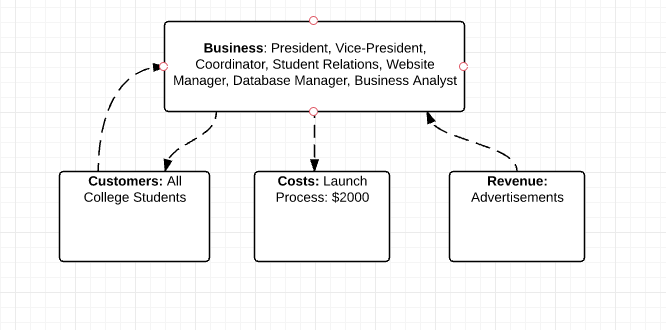 Business: President, Vice-President,
Coordinator, Student Relations, Website
Manager, Database Manager, Business Analyst
Customers: All
College Students
Costs: Launch
Process: $2000
Revenue:
Advertisements